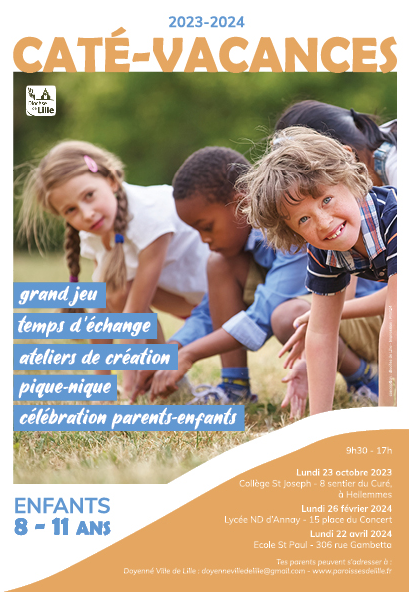 2023-2024
CATÉ-VACANCES
Diocèse
de Lille
grand jeu
temps d'échange
ateliers de création
pique-nique
célébration parents-enfants
ENFANTS
8 - 11 ANS
9h30 - 17h
Lundi 23 octobre 2023
Collège St Joseph - 8 sentier du Curé,
à Hellemmes
Lundi 26 février 2024
Lycée ND d'Annay - 15 place du Concert
Lundi 22 avril 2024
Ecole St Paul - 306 rue Gambetta
Tes parents peuvent s'adresser à :
Doyenné Ville de Lille : doyennevilledelille@gmail.com - www.paroissesdelille.fr